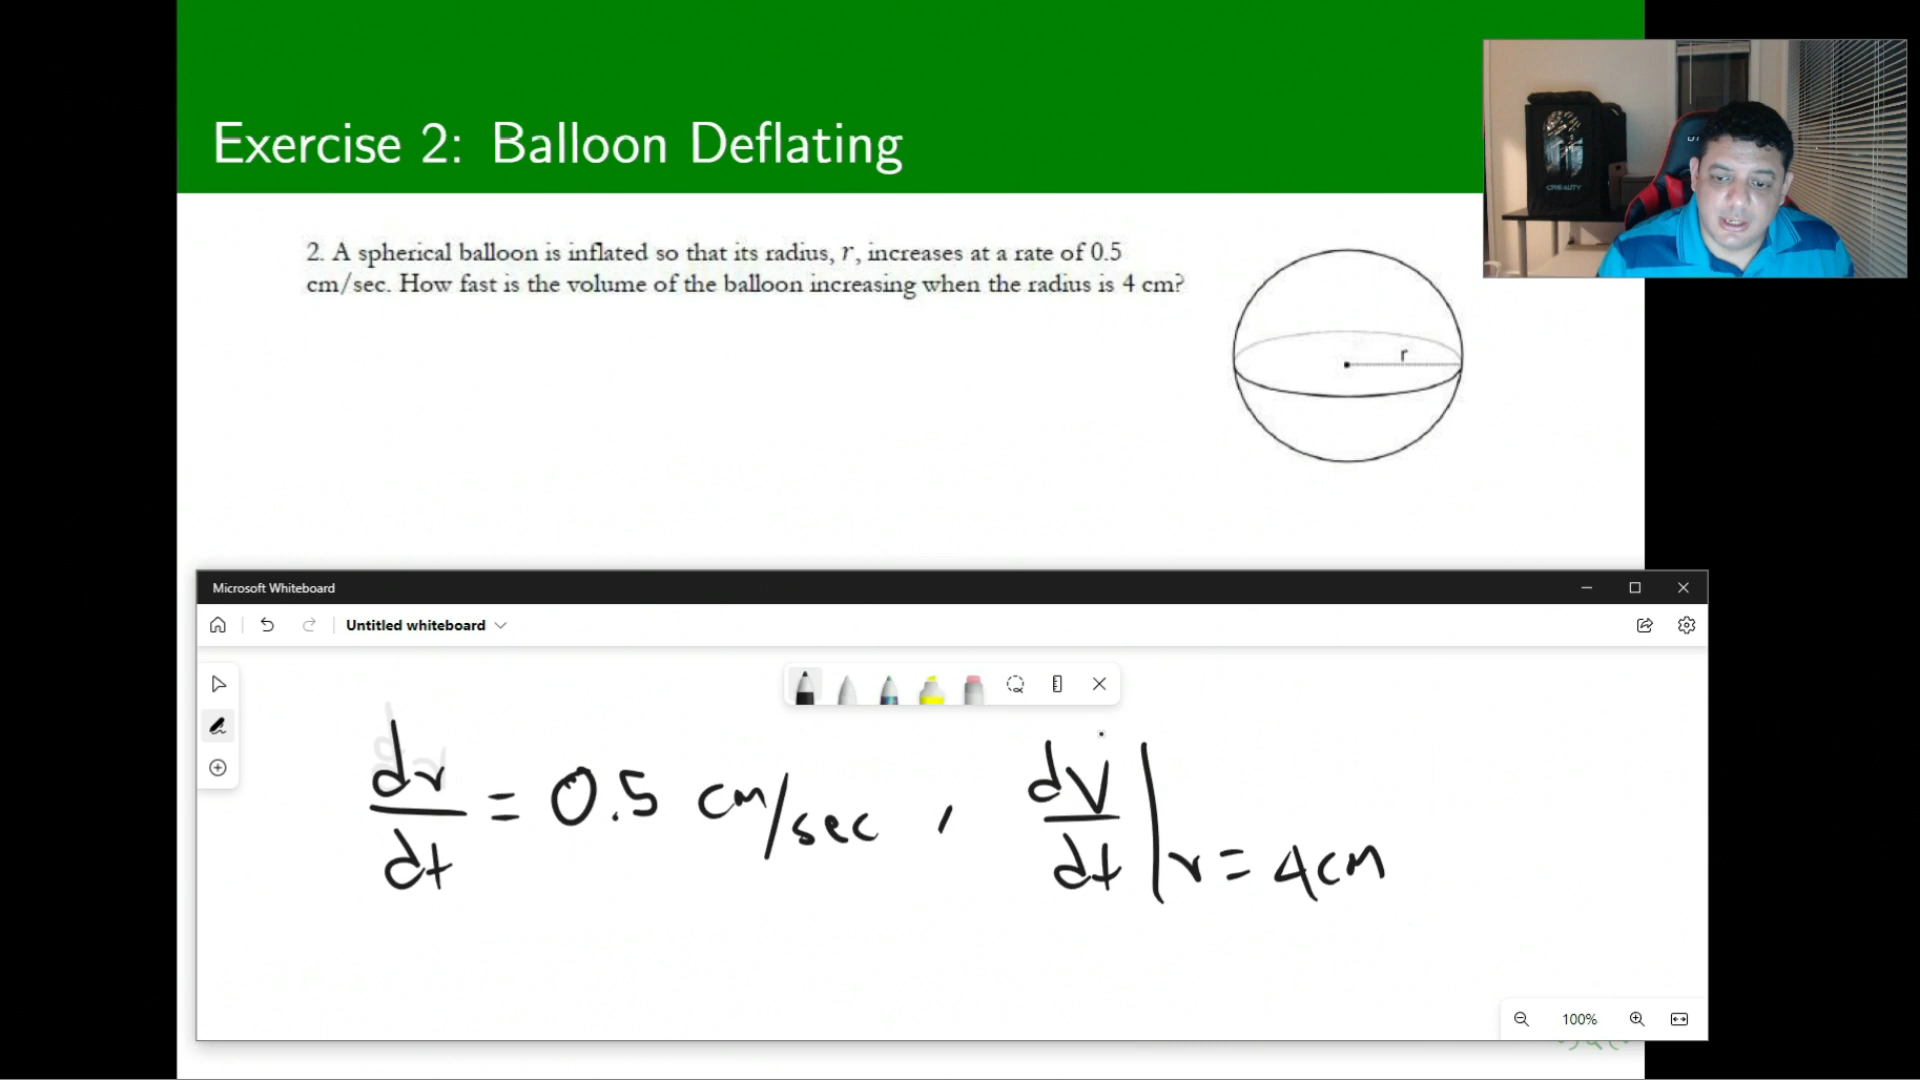 Exercise 2: Balloon Deflating
2. A spherical balloon is inflated so that its radius, r, increases at a rate of 0.5
cm/sec. How fast is the volume of the balloon increasing when the radius is 4 cm?
r
CREALITY
Microsoft Whiteboard
Untitled whiteboard
dr/dt = 0.5 cm/sec , dV/dt | r = 4cm
100%